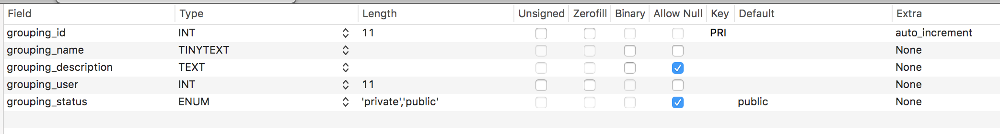 Field Type Length Unsigned Zerofill Binary Allow Null Key Default Extra
grouping_id INT 11 PRI auto_increment
grouping_name TINYTEXT None
grouping_description TEXT None
grouping_user INT 11 None
grouping_status ENUM 'private','public' public None